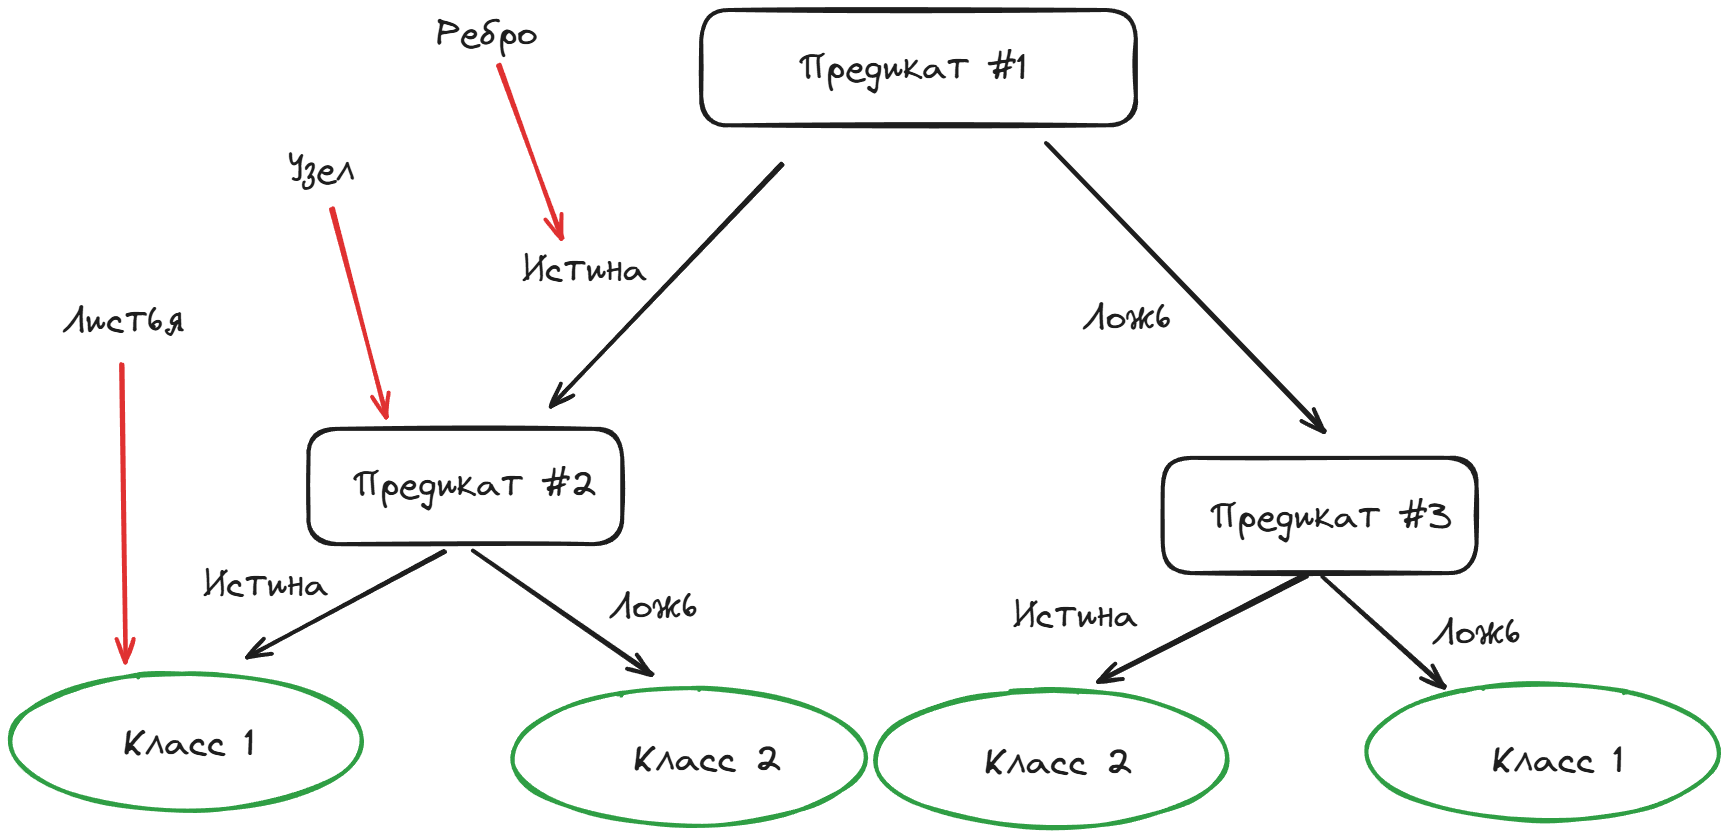 Ребро
Предикат #1
Узел
Истина
Листья
Ложь
Предикат #2
Предикат #3
Истина
Ложь
Истина
Ложь
Класс 1
Класс 2
Класс 2
Класс 1